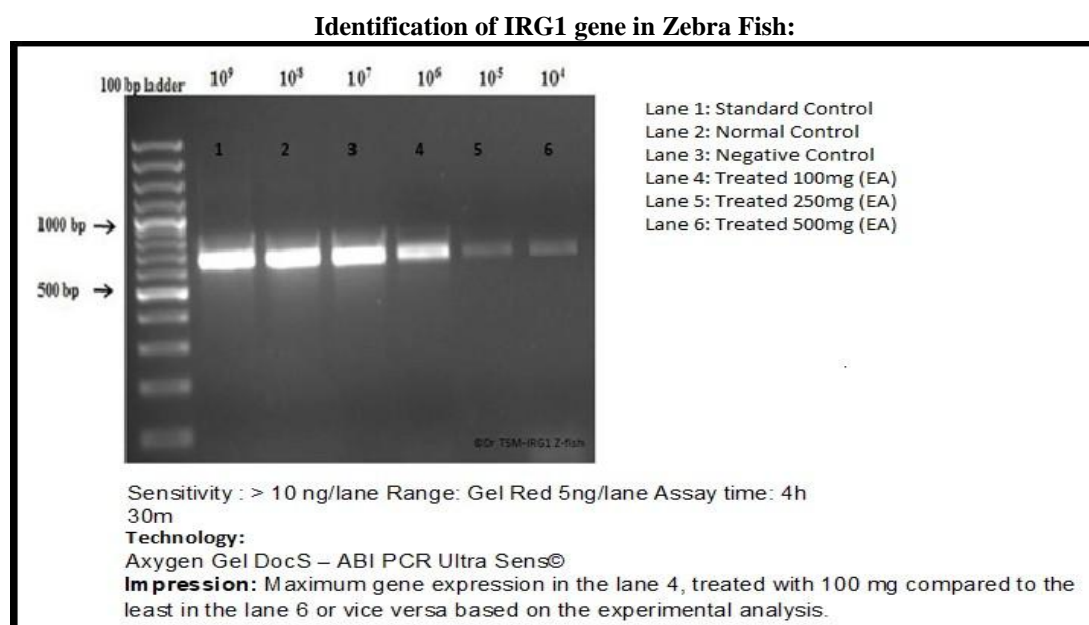 Identification of IRG1 gene in Zebra Fish:
100 bp ladder 10⁹ 10⁸ 10⁷ 10⁶ 10⁵ 10⁴
1 2 3 4 5 6
1000 bp →
500 bp →
©Dr TSM-IRG1 Z-fish
Lane 1: Standard Control
Lane 2: Normal Control
Lane 3: Negative Control
Lane 4: Treated 100mg (EA)
Lane 5: Treated 250mg (EA)
Lane 6: Treated 500mg (EA)
Sensitivity : > 10 ng/lane Range: Gel Red 5ng/lane Assay time: 4h
30m
Technology:
Axygen Gel DocS – ABI PCR Ultra Sens©
Impression: Maximum gene expression in the lane 4, treated with 100 mg compared to the
least in the lane 6 or vice versa based on the experimental analysis.